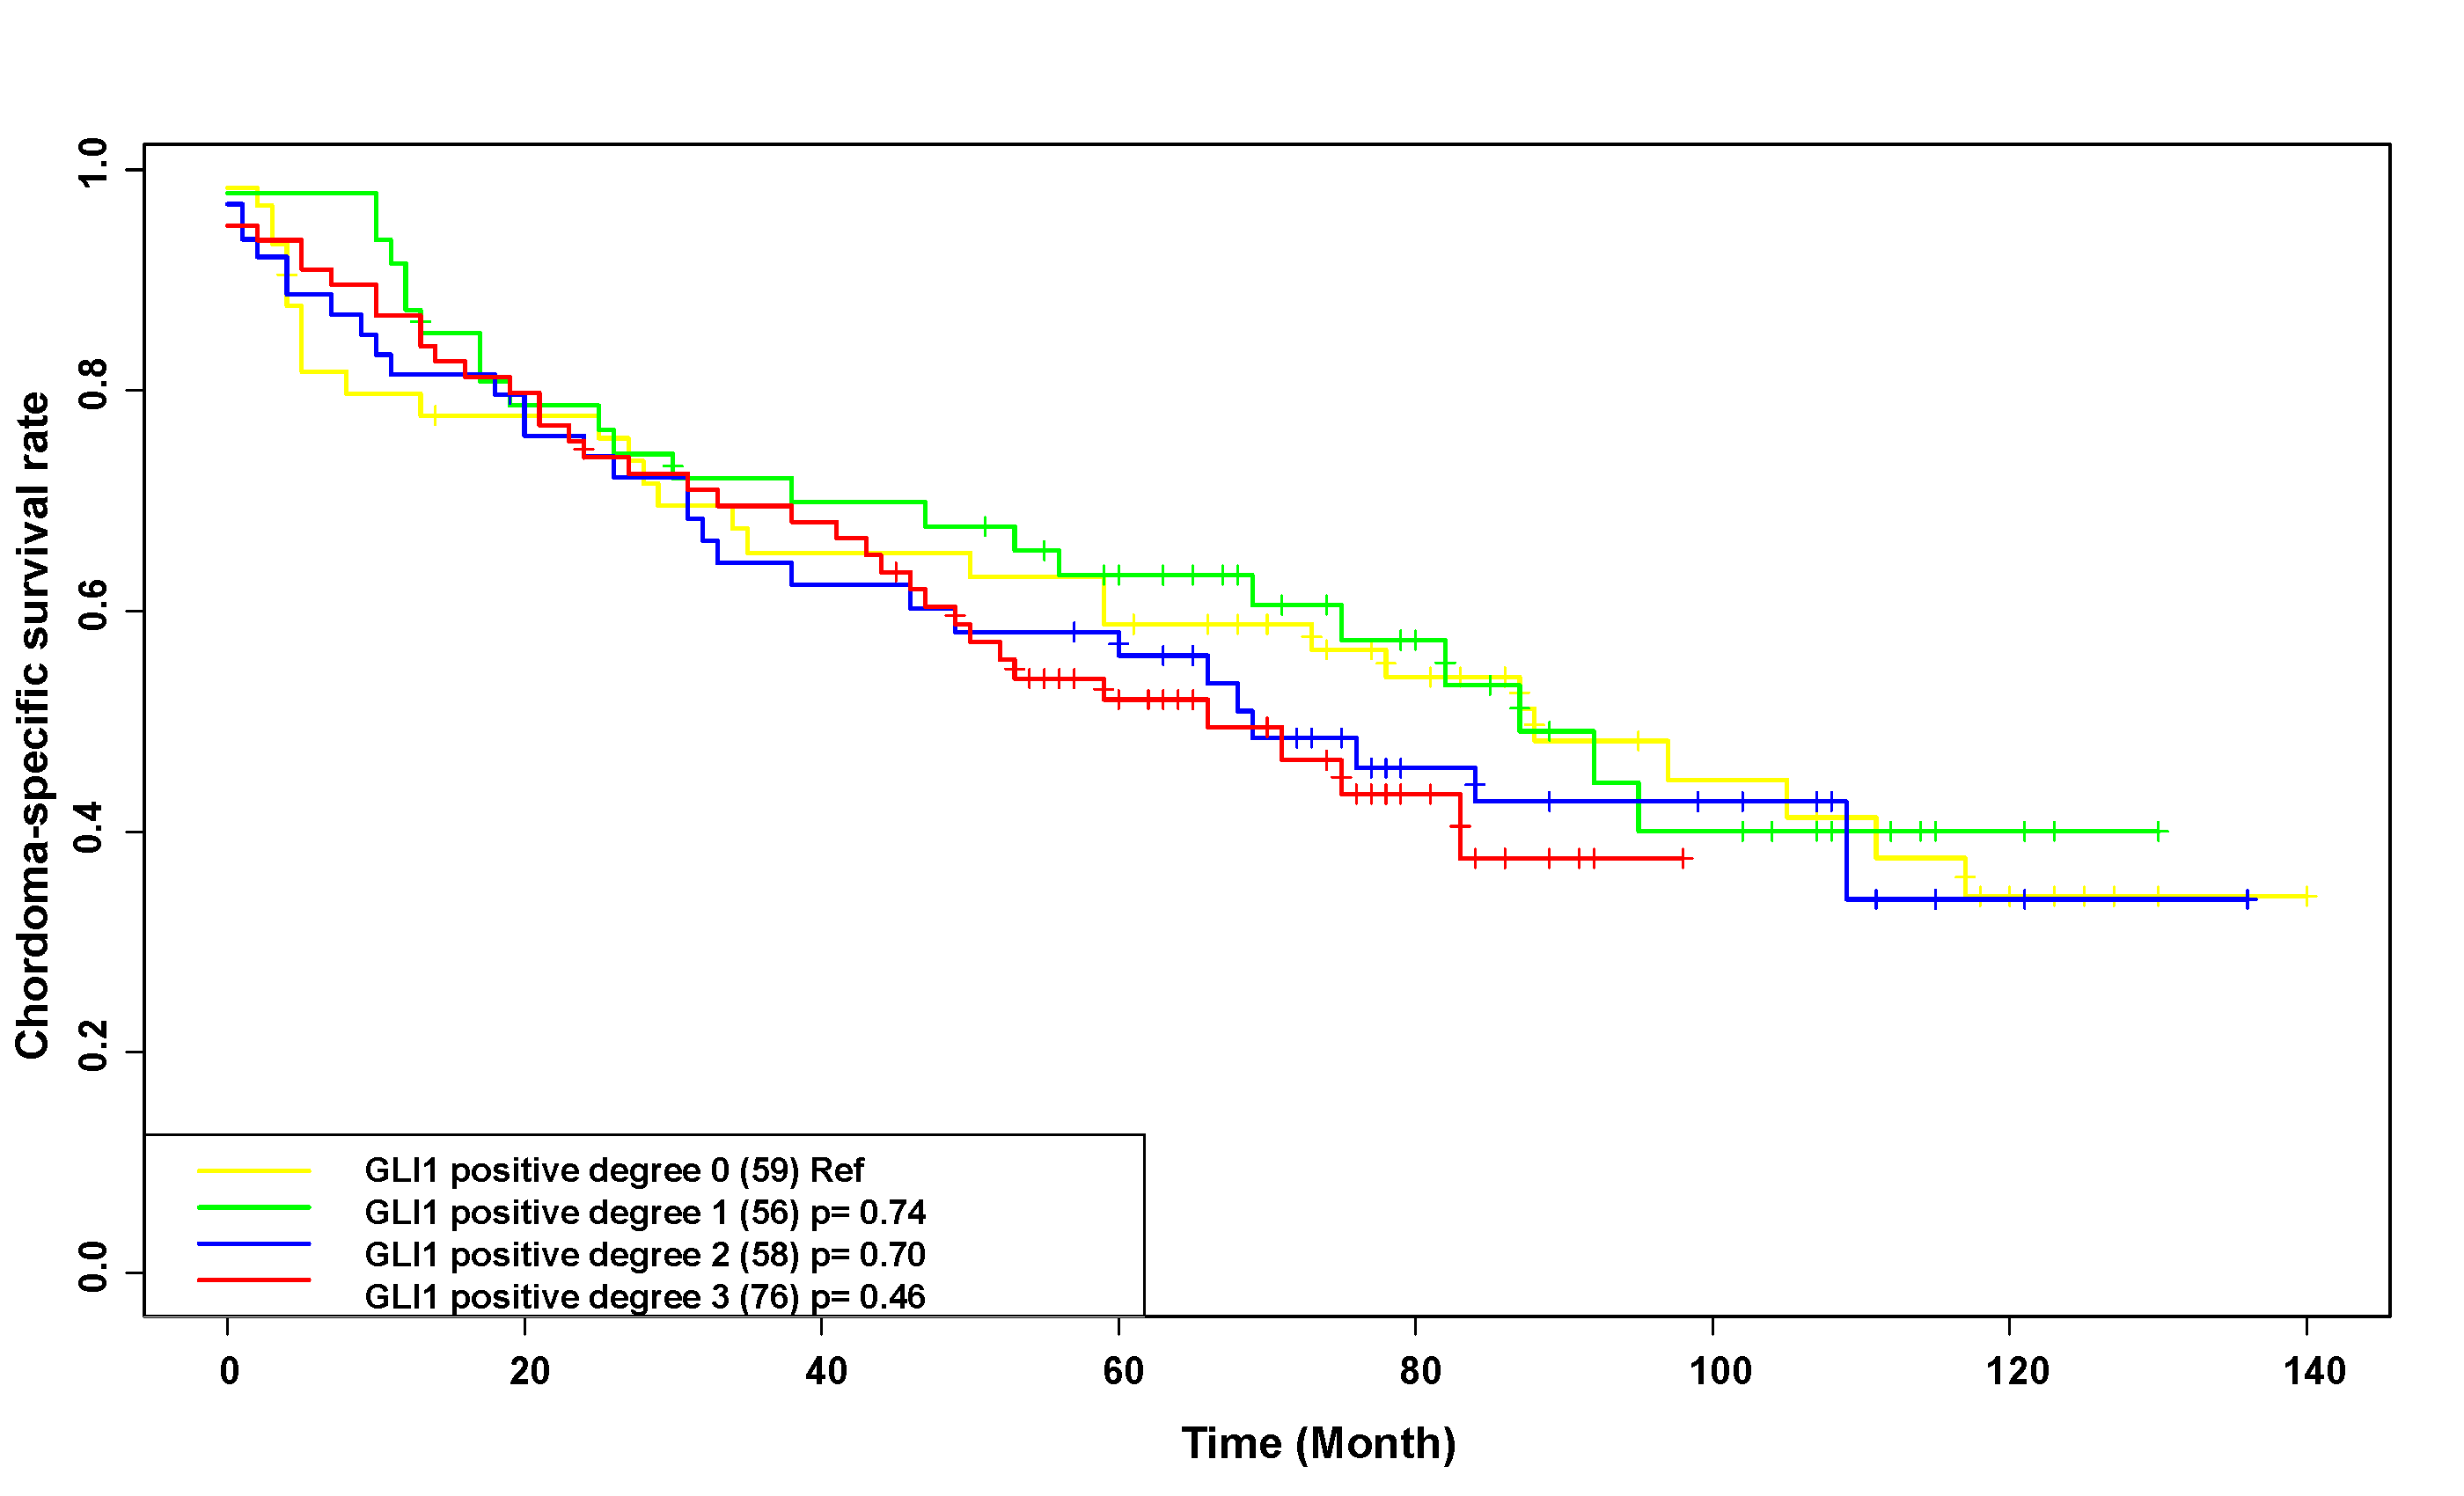 Chordoma-specific survival rate
1.0
0.8
0.6
0.4
0.2
0.0
GLI1 positive degree 0 (59) Ref
GLI1 positive degree 1 (56) p= 0.74
GLI1 positive degree 2 (58) p= 0.70
GLI1 positive degree 3 (76) p= 0.46
0 20 40 60 80 100 120 140
Time (Month)